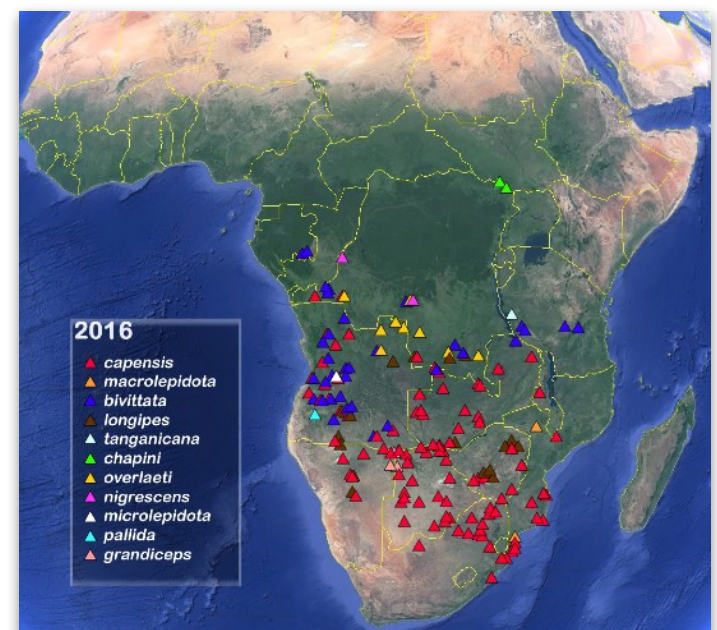 2016
capensis
macrolepidota
bivittata
longipes
tanganicana
chapini
overlaeti
nigrescens
microlepidota
pallida
grandiceps